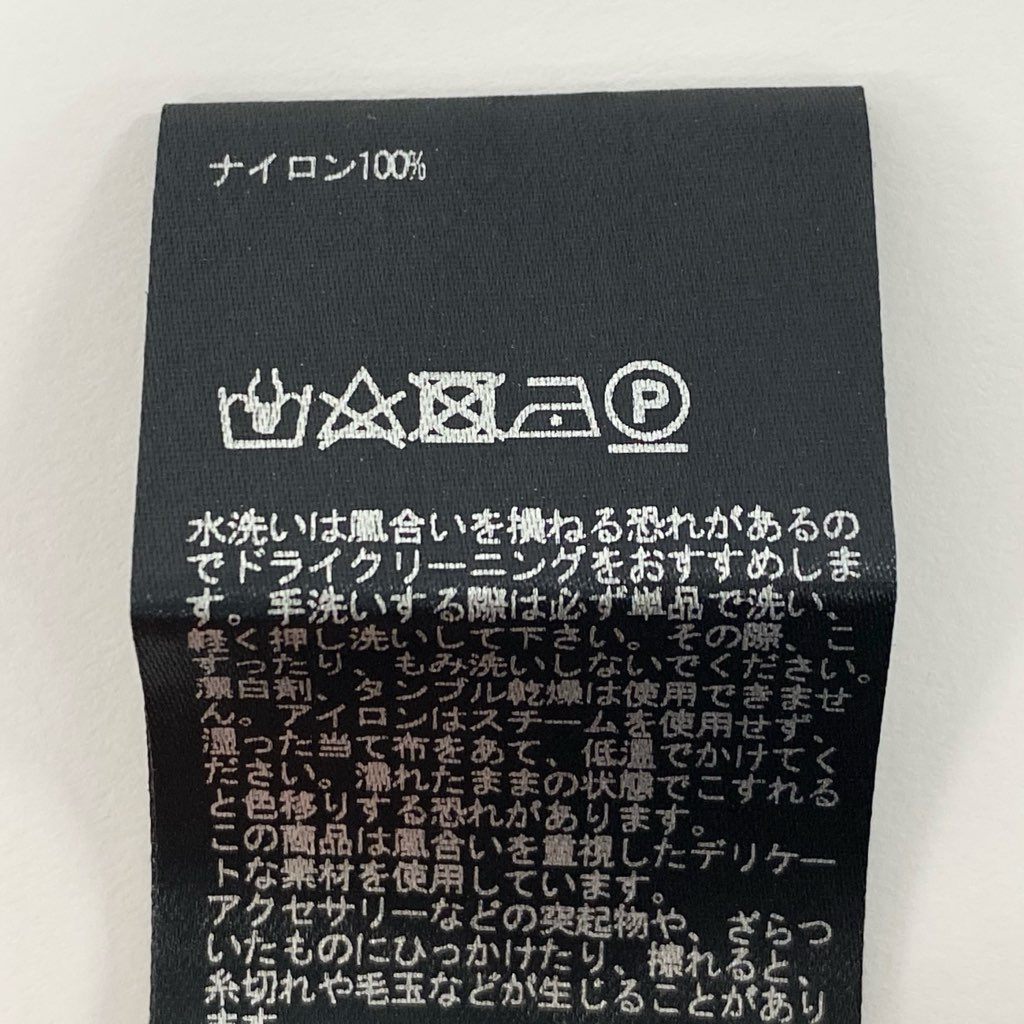 ナイロン100%
P
水洗いは風合いを損ねる恐れがあるの
でドライクリーニングをおすすめしま
す。手洗いする際は必ず単品で洗い、
軽く押し洗いして下さい。その際、こ
すったり、もみ洗いしないでください。
漂白剤、タンブル乾燥は使用できませ
ん。アイロンはスチームを使用せず、
湿った当て布をあて、低温でかけてく
ださい。濡れたままの状態でこすれる
と色移りする恐れがあります。
この商品は風合いを重視したデリケー
トな素材を使用しています。
アクセサリーなどの突起物や、ざらつ
いたものにひっかけたり、擦れると、
糸切れや毛玉などが生じることがあり
ます。